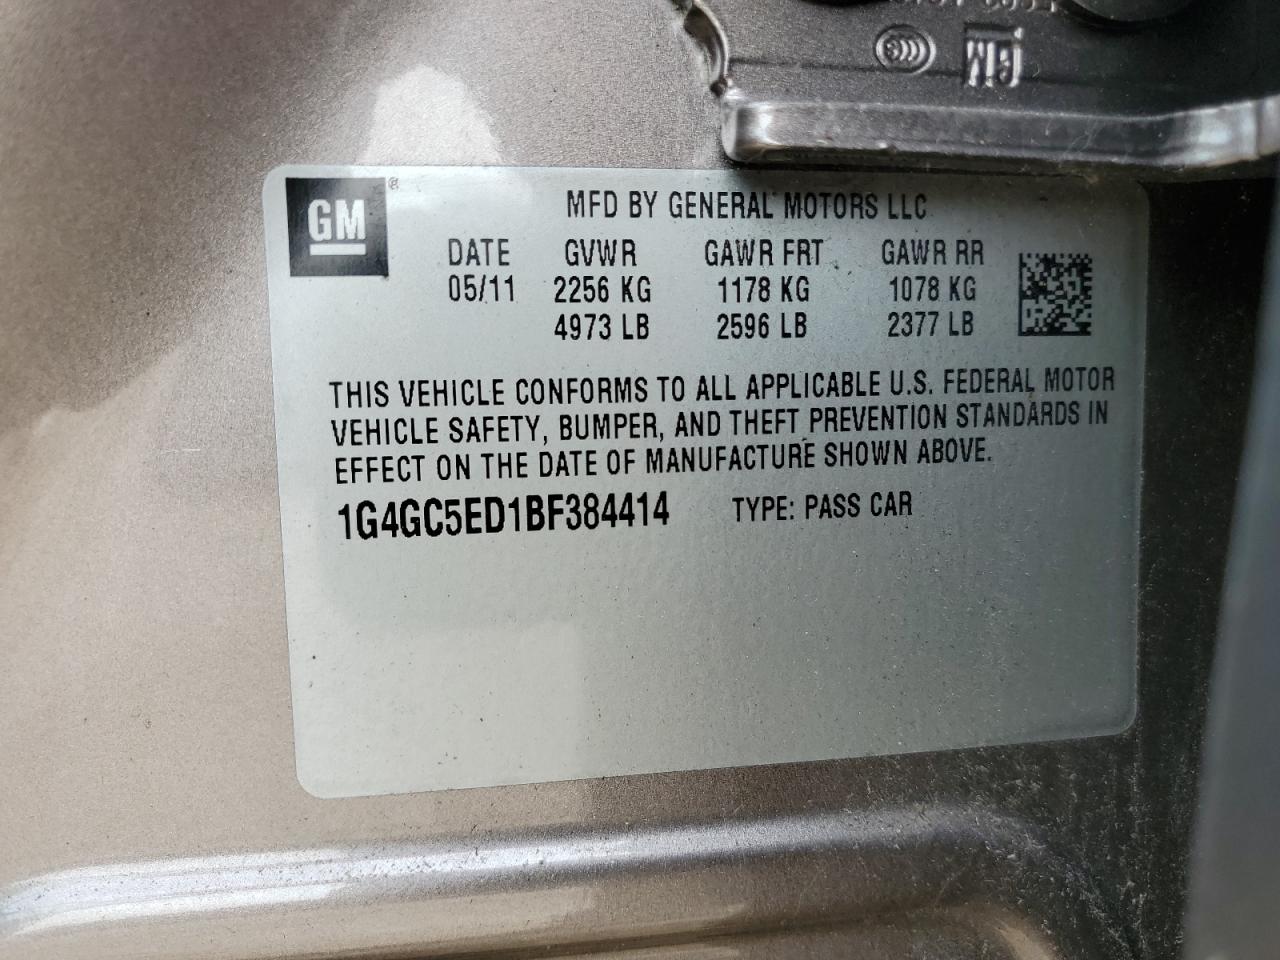 GM
GM ®
MFD BY GENERAL MOTORS LLC
DATE GVWR GAWR FRT GAWR RR
05/11 2256 KG 1178 KG 1078 KG
4973 LB 2596 LB 2377 LB
THIS VEHICLE CONFORMS TO ALL APPLICABLE U.S. FEDERAL MOTOR
VEHICLE SAFETY, BUMPER, AND THEFT PREVENTION STANDARDS IN
EFFECT ON THE DATE OF MANUFACTURE SHOWN ABOVE.
1G4GC5ED1BF384414 TYPE: PASS CAR